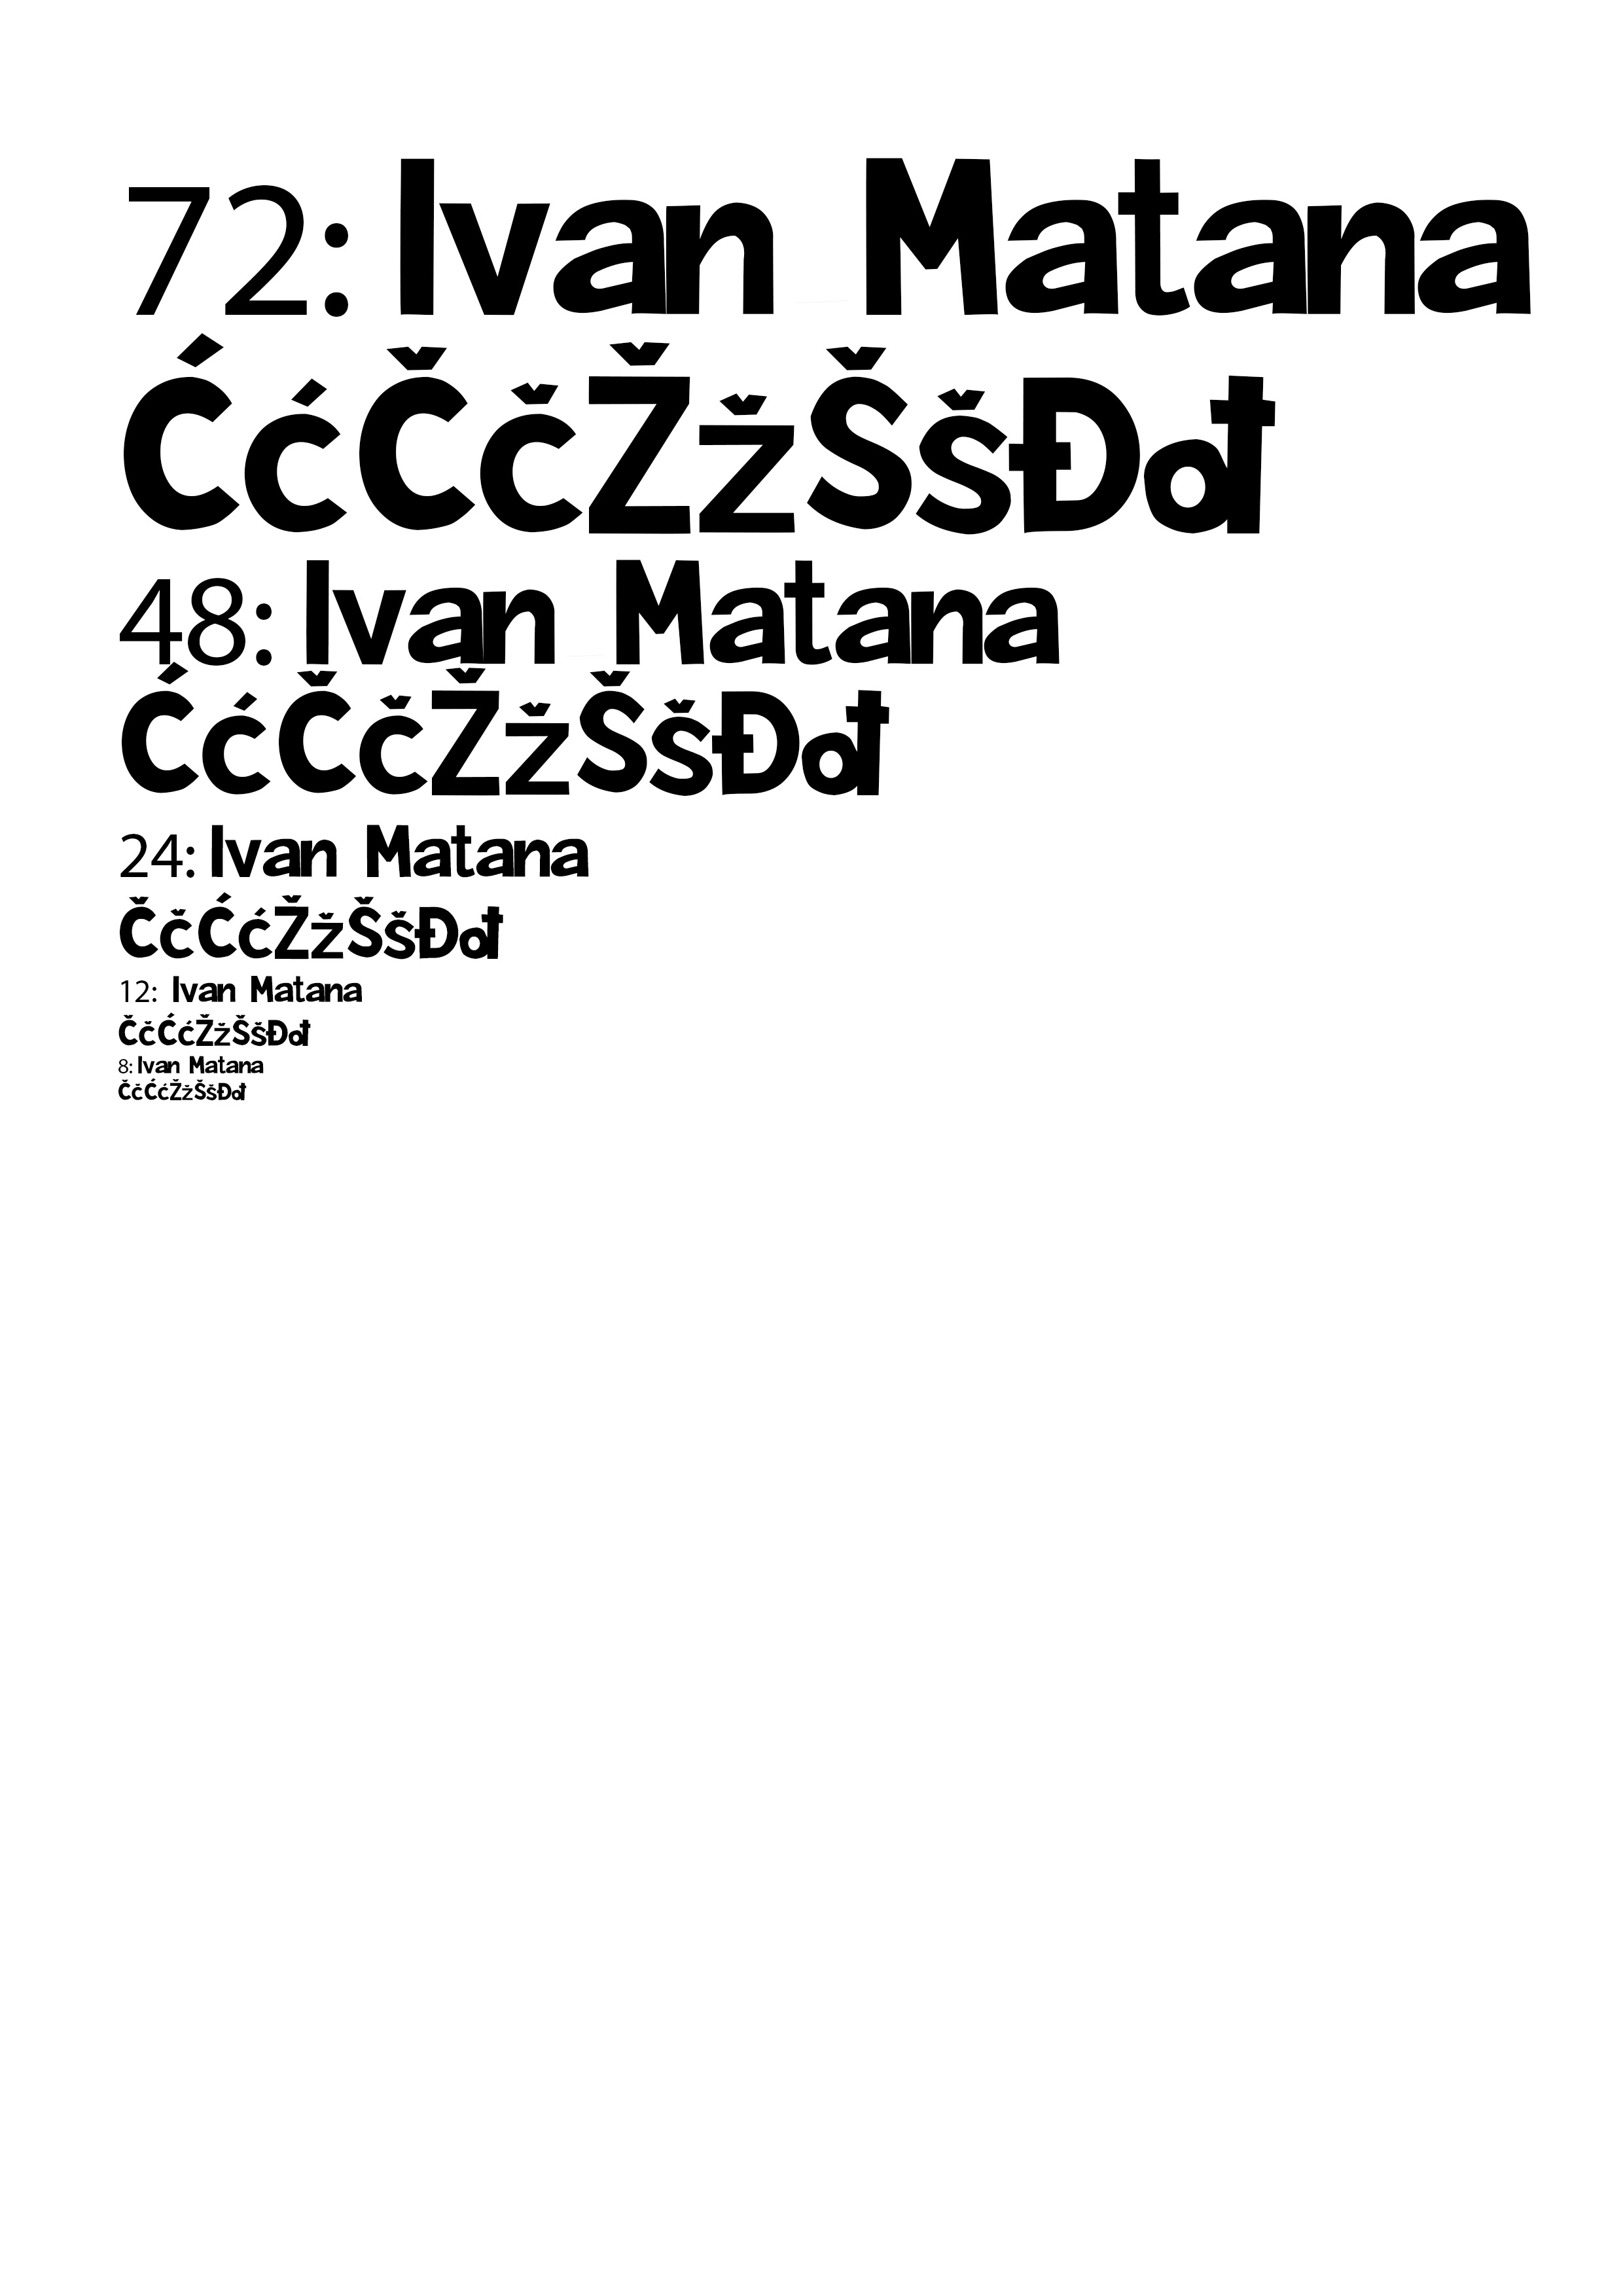 72: Ivan Matana
ĆćČčŽžŠšĐđ
48: Ivan Matana
ĆćČčŽžŠšĐđ
24: Ivan Matana
ČčĆćŽžŠšĐđ
12: Ivan Matana
ČčĆćŽžŠšĐđ
8: Ivan Matana
ČčĆćŽžŠšĐđ